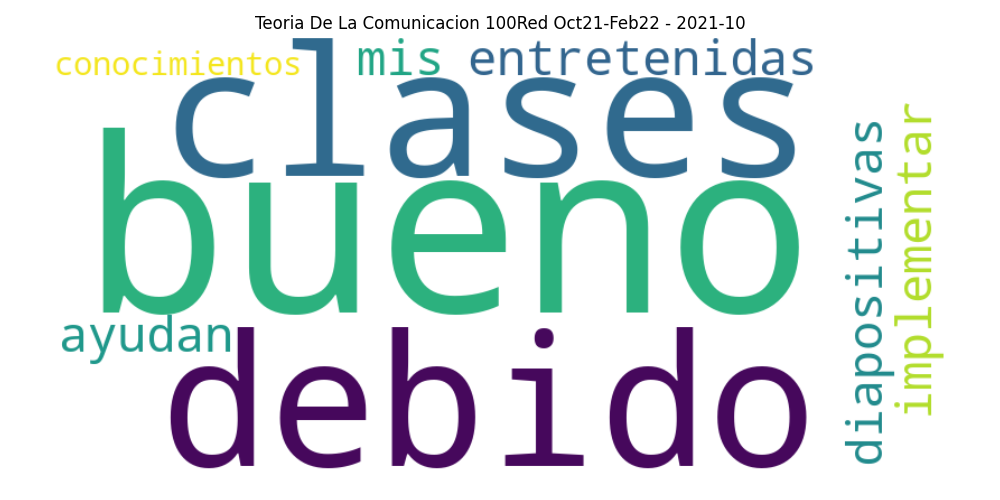 Teoria De La Comunicacion 100Red Oct21-Feb22 - 2021-10
conocimientos mis entretenidas
clases
bueno
ayudan
debido
diapositivas
implementar